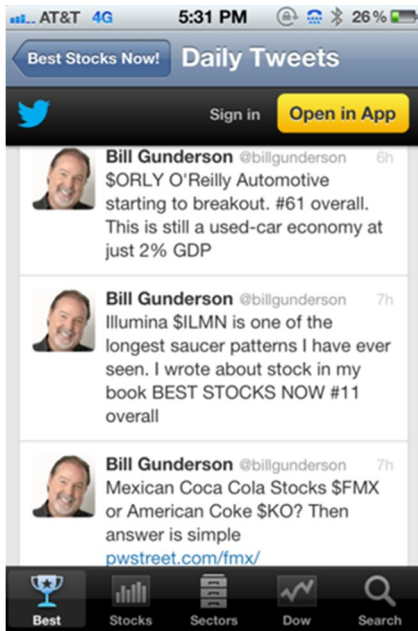 AT&T 4G 5:31 PM 26%
Best Stocks Now! Daily Tweets
Sign in Open in App
Bill Gunderson @billgunderson 6h
$ORLY O'Reilly Automotive
starting to breakout. #61 overall.
This is still a used-car economy at
just 2% GDP
Bill Gunderson @billgunderson 7h
Illumina $ILMN is one of the
longest saucer patterns I have ever
seen. I wrote about stock in my
book BEST STOCKS NOW #11
overall
Bill Gunderson @billgunderson 7h
Mexican Coca Cola Stocks $FMX
or American Coke $KO? Then
answer is simple
pwstreet.com/fmx/
Best Stocks Sectors Dow Search